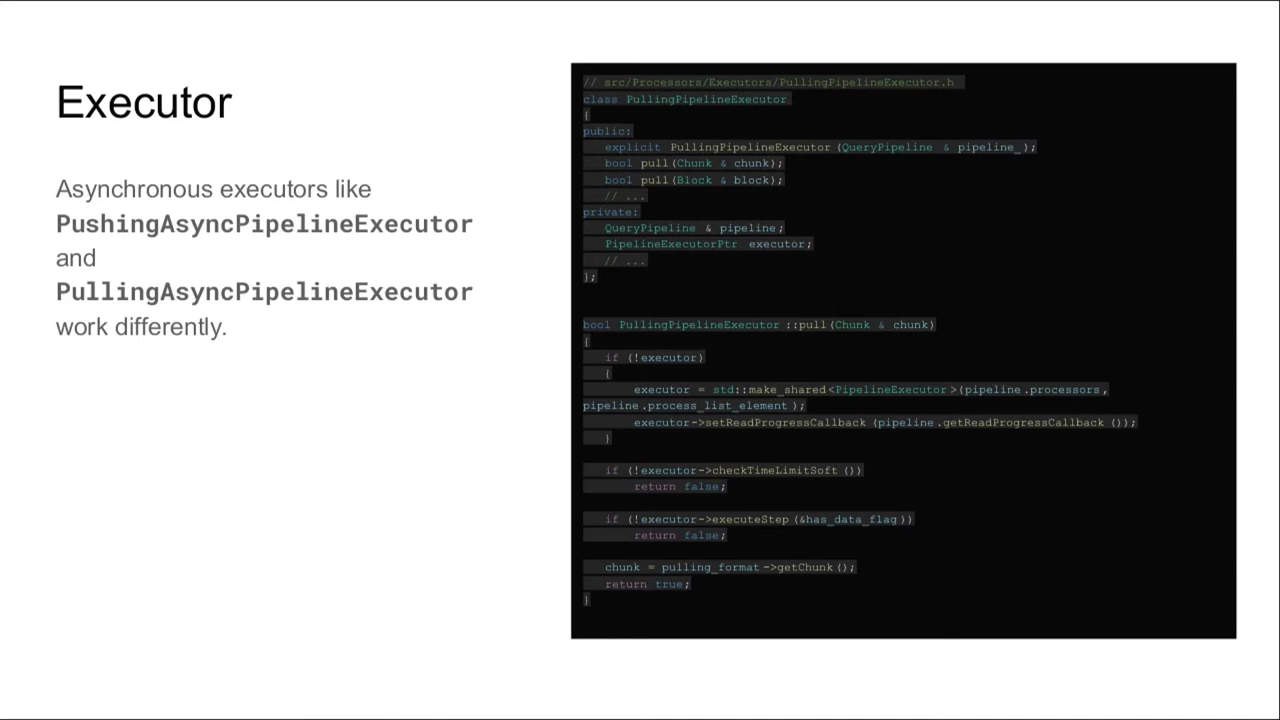 Executor
Asynchronous executors like
PushingAsyncPipelineExecutor
and
PullingAsyncPipelineExecutor
work differently.
// src/Processors/Executors/PullingPipelineExecutor.h
class PullingPipelineExecutor
{
public:
explicit PullingPipelineExecutor (QueryPipeline & pipeline_);
bool pull(Chunk & chunk);
bool pull(Block & block);
// ...
private:
QueryPipeline & pipeline;
PipelineExecutorPtr executor;
// ...
};
bool PullingPipelineExecutor ::pull(Chunk & chunk)
{
if (!executor)
{
executor = std::make_shared<PipelineExecutor >(pipeline.processors,
pipeline.process_list_element );
executor->setReadProgressCallback (pipeline.getReadProgressCallback ());
}
if (!executor->checkTimeLimitSoft ())
return false;
if (!executor->executeStep (&has_data_flag ))
return false;
chunk = pulling_format ->getChunk ();
return true;
}